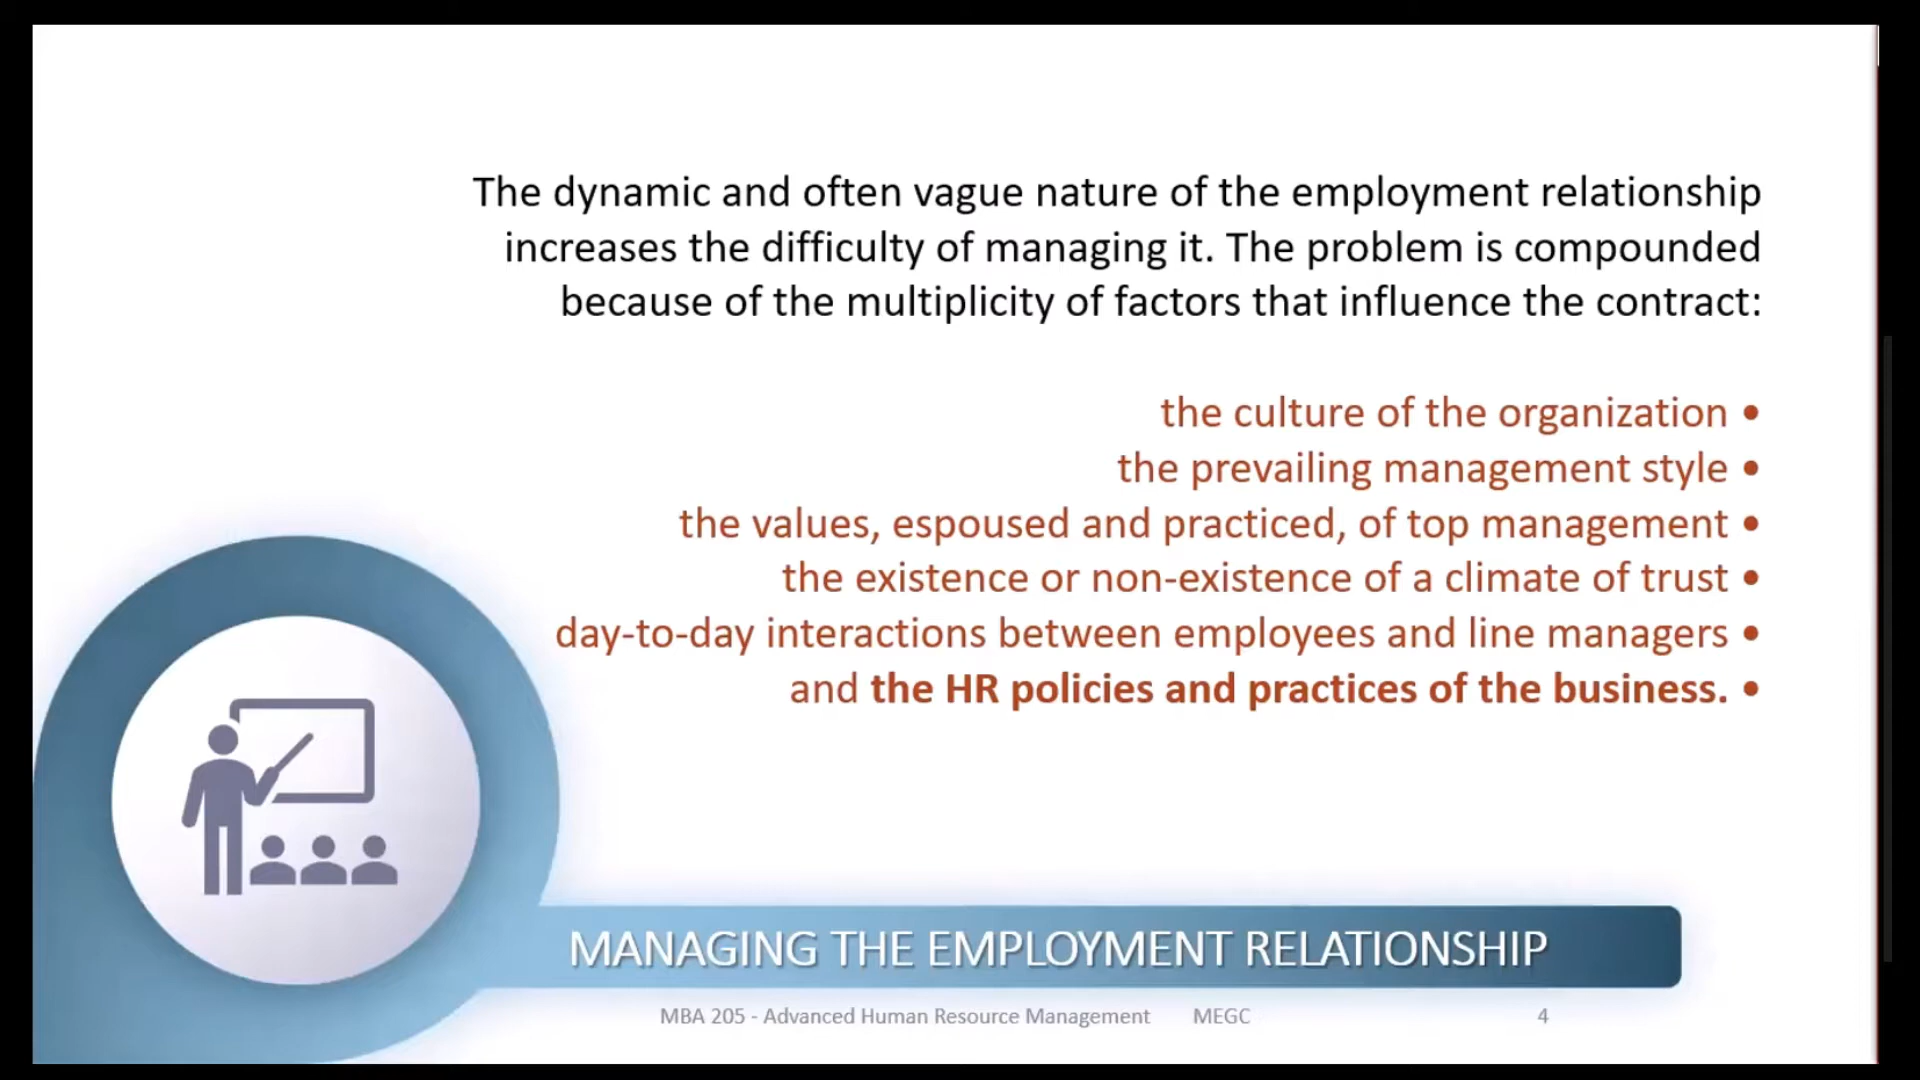 The dynamic and often vague nature of the employment relationship
increases the difficulty of managing it. The problem is compounded
because of the multiplicity of factors that influence the contract:
the culture of the organization •
the prevailing management style •
the values, espoused and practiced, of top management •
the existence or non-existence of a climate of trust •
day-to-day interactions between employees and line managers •
and the HR policies and practices of the business. •
MANAGING THE EMPLOYMENT RELATIONSHIP
MBA 205 - Advanced Human Resource Management MEGC 4